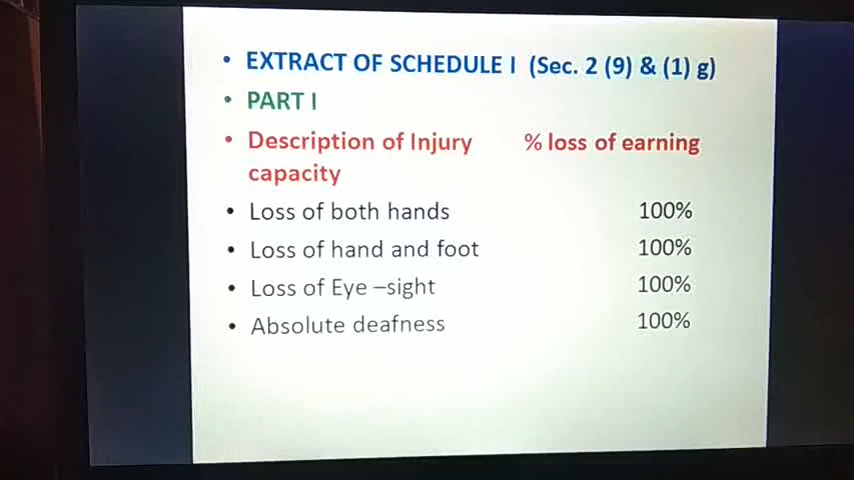 • EXTRACT OF SCHEDULE I (Sec. 2 (9) & (1) g)
• PART I
• Description of Injury % loss of earning
capacity
• Loss of both hands 100%
• Loss of hand and foot 100%
• Loss of Eye –sight 100%
• Absolute deafness 100%